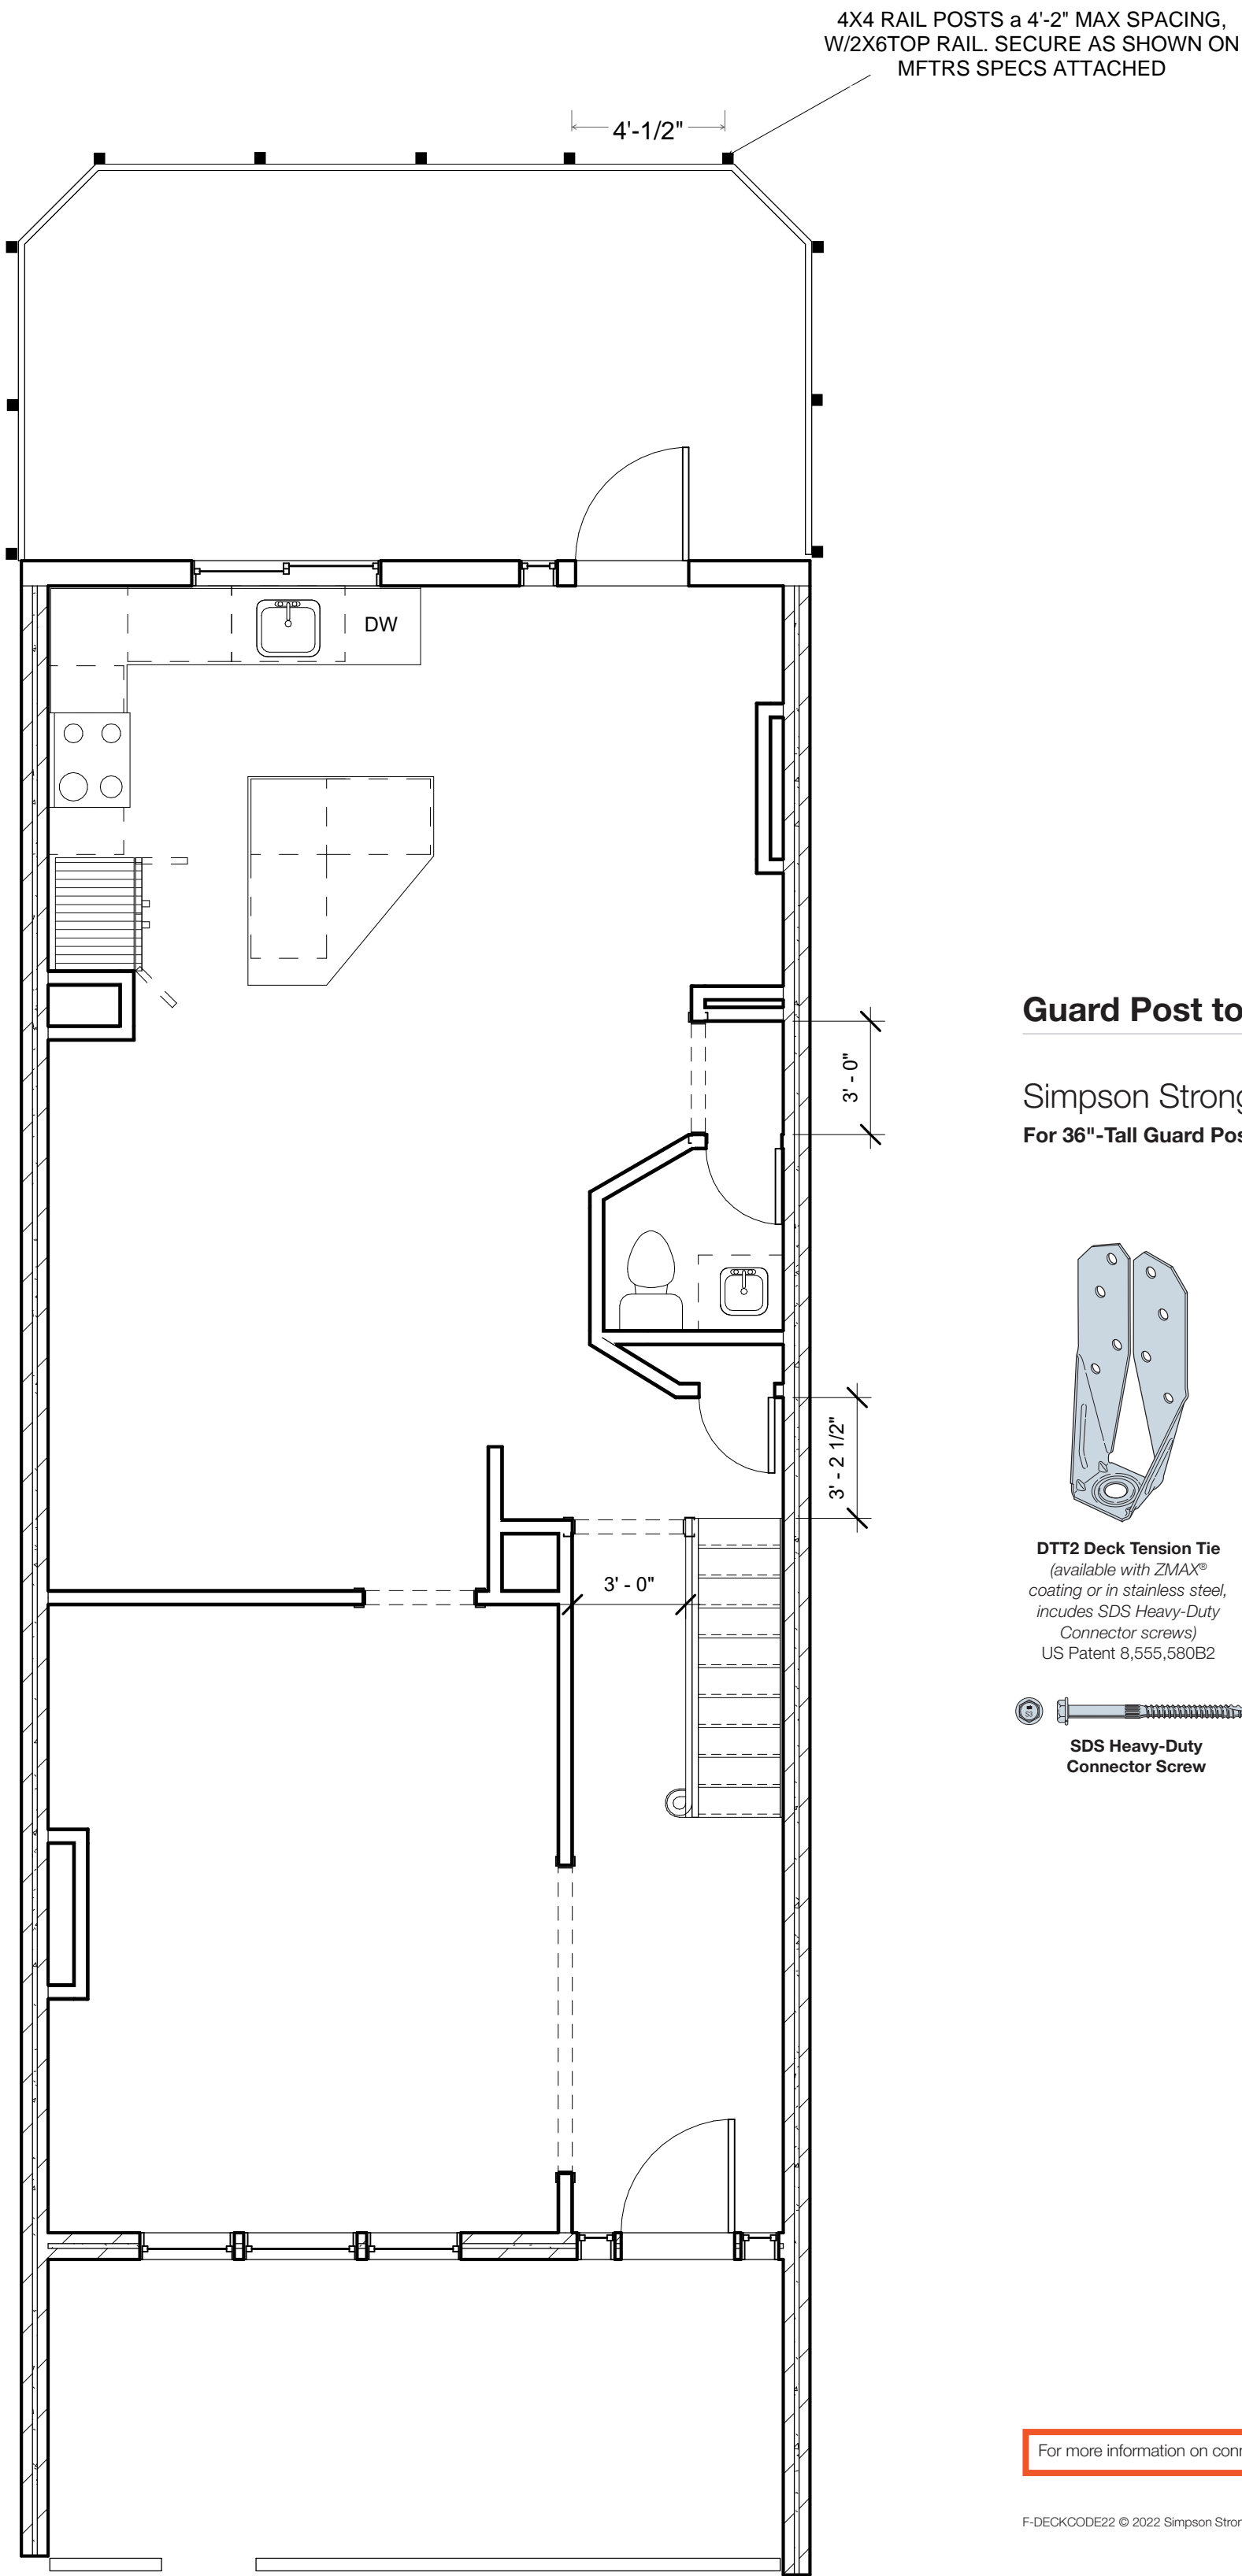 4X4 RAIL POSTS a 4'-2" MAX SPACING,
W/2X6TOP RAIL. SECURE AS SHOWN ON
MFTRS SPECS ATTACHED
4'-1/2"
DW
3' - 0"
3' - 2 1/2"
3' - 0"
Guard Post to
Simpson Strong
For 36"-Tall Guard Pos
DTT2 Deck Tension Tie
(available with ZMAX®
coating or in stainless steel,
incudes SDS Heavy-Duty
Connector screws)
US Patent 8,555,580B2
S3
SDS Heavy-Duty
Connector Screw
For more information on conn
F-DECKCODE22 © 2022 Simpson Stron